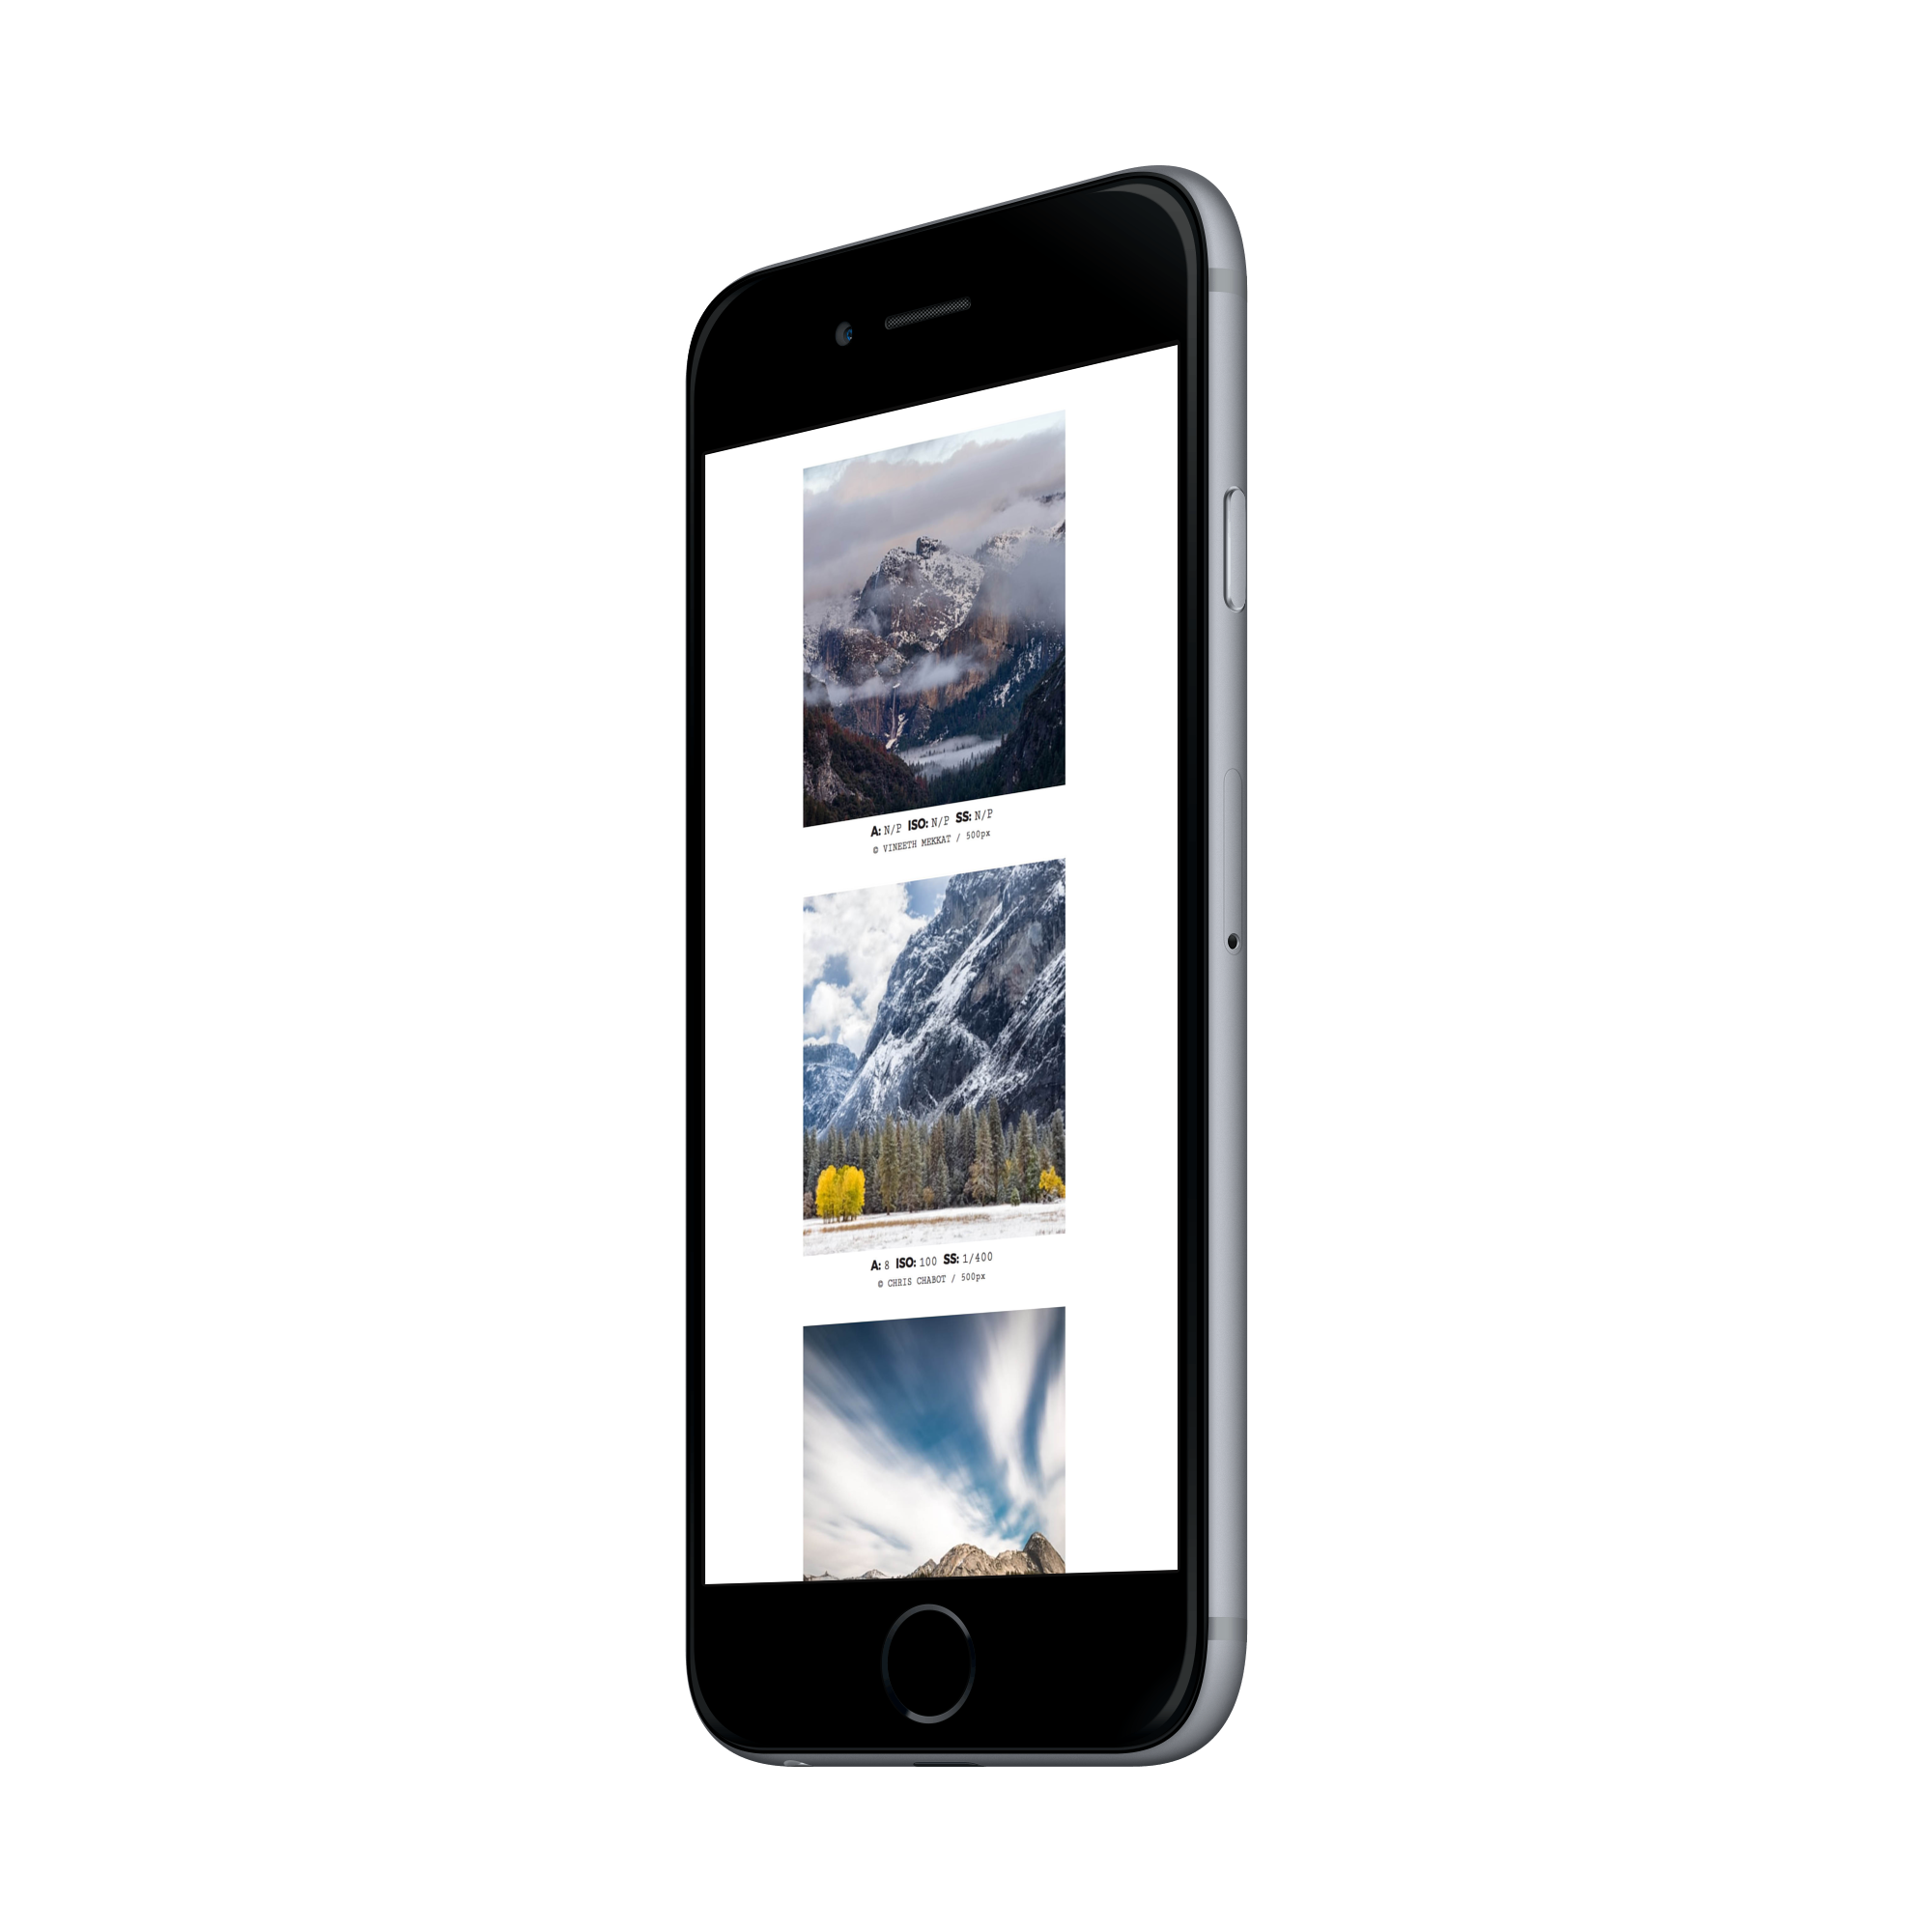 A: N/P ISO: N/P SS: N/P
© VINEETH MEKKAT / 500px
A: 8 ISO: 100 SS: 1/400
© CHRIS CHABOT / 500px